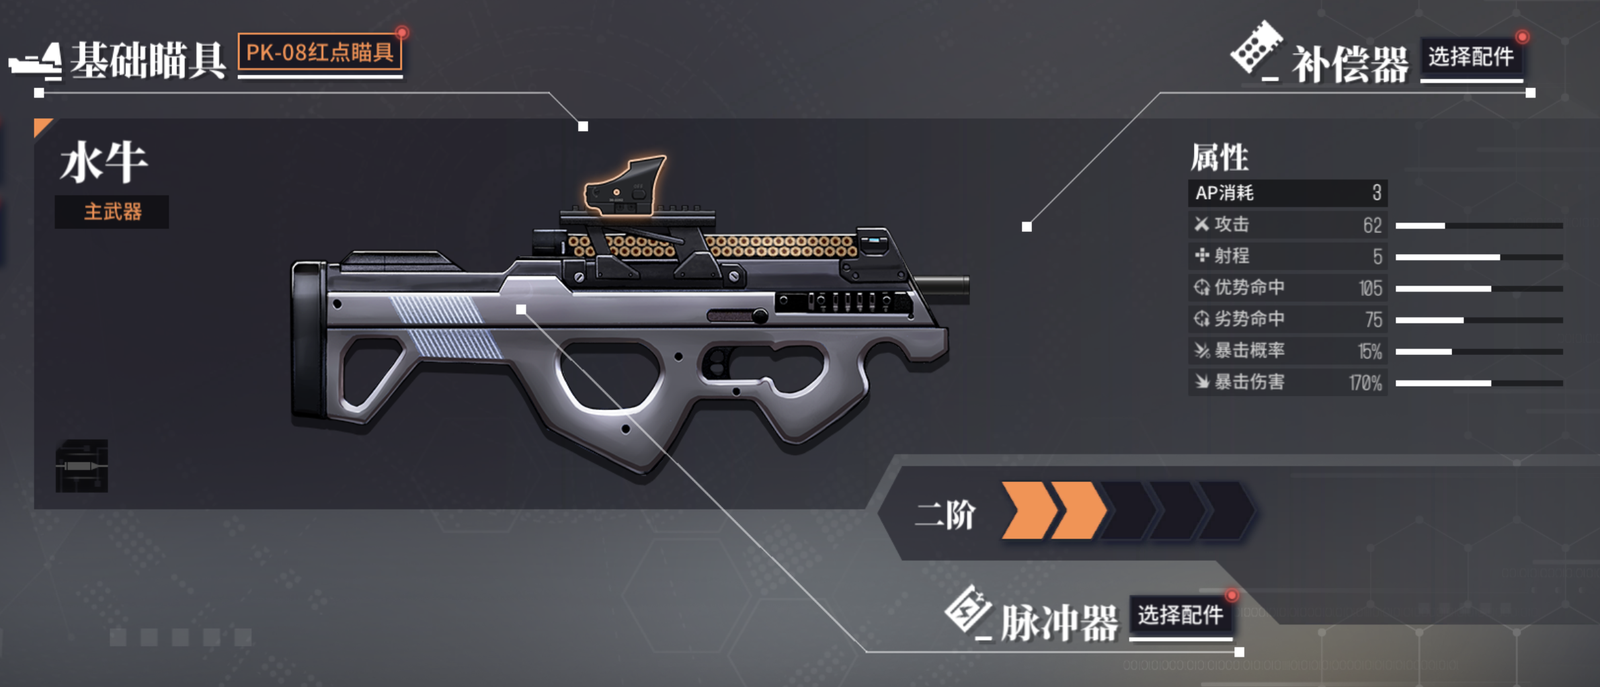 基础瞄具 PK-08红点瞄具
补偿器 选择配件
水牛
主武器
属性
AP消耗 3
攻击 62
射程 5
优势命中 105
劣势命中 75
暴击概率 15%
暴击伤害 170%
二阶
脉冲器 选择配件